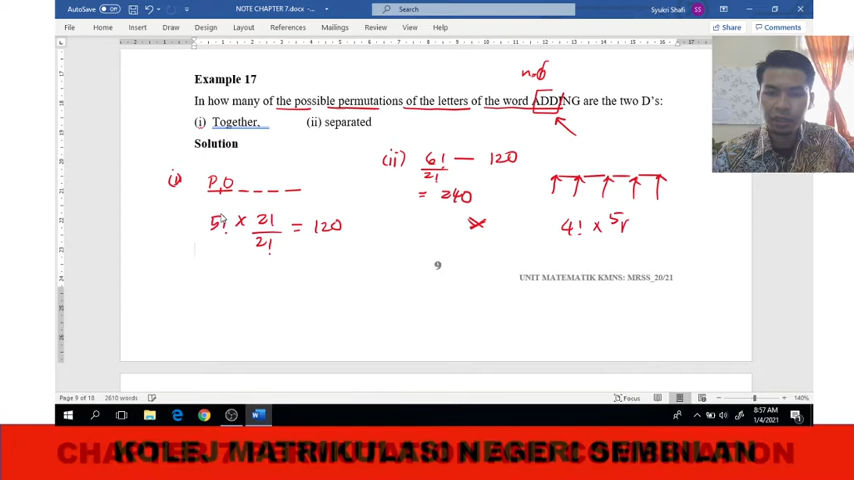 AutoSave Off NOTE CHAPTER 7.docx Search Syukri Shafi SS
File Home Insert Draw Design Layout References Mailings Review View Help Share Comments
n=6
Example 17
In how many of the possible permutations of the letters of the word ADDING are the two D's:
(i) Together, (ii) separated
Solution
(i) D,D
5! × 2!/2! = 120
(ii) 6!/2! — 120
= 240
4! × 5
9
UNIT MATEMATIK KMNS: MRSS_20/21
Page 9 of 18 2610 words Focus 140%
8:57 AM
1/4/2021
KOLEJ MATRIKULASI NEGERI SEMBILAN